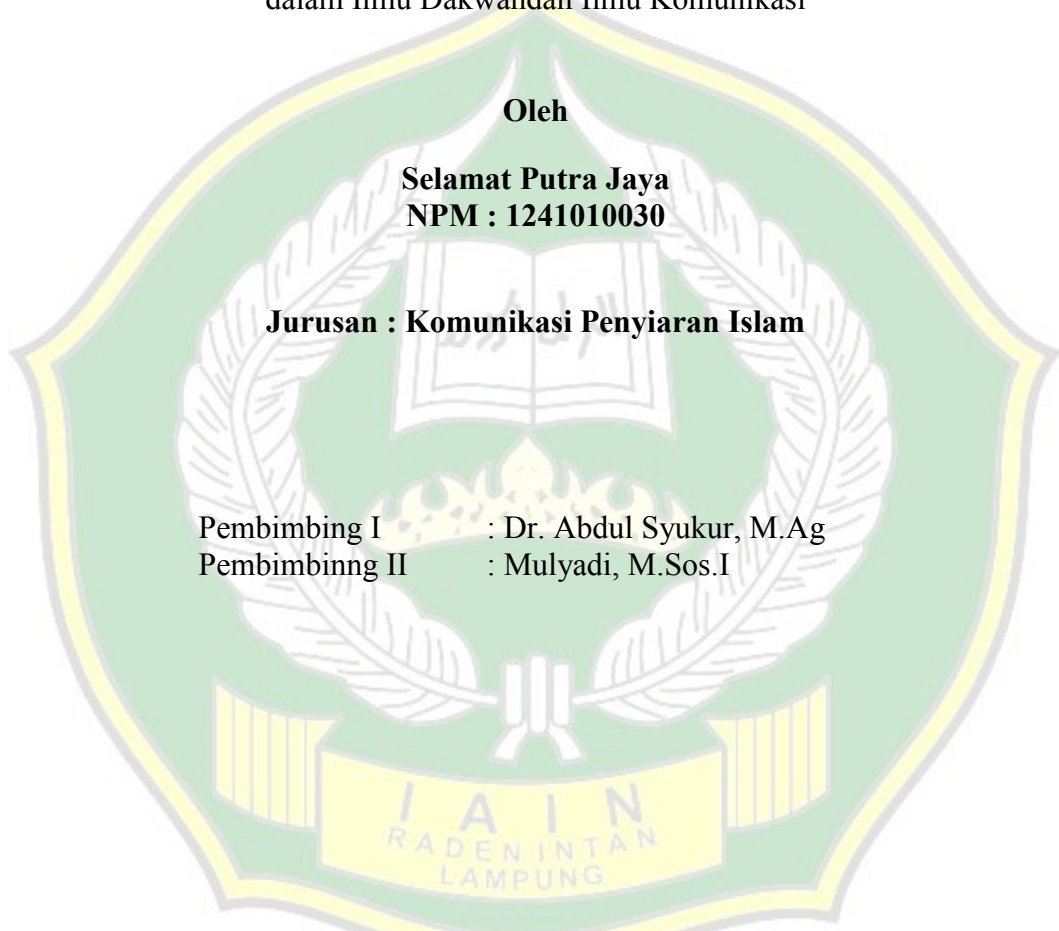 dalam Ilmu Dakwahdan Ilmu Komunikasi
Oleh
Selamat Putra Jaya
NPM : 1241010030
Jurusan : Komunikasi Penyiaran Islam
Pembimbing I : Dr. Abdul Syukur, M.Ag
Pembimbinng II : Mulyadi, M.Sos.I
I A I N
RADEN INTAN
LAMPUNG